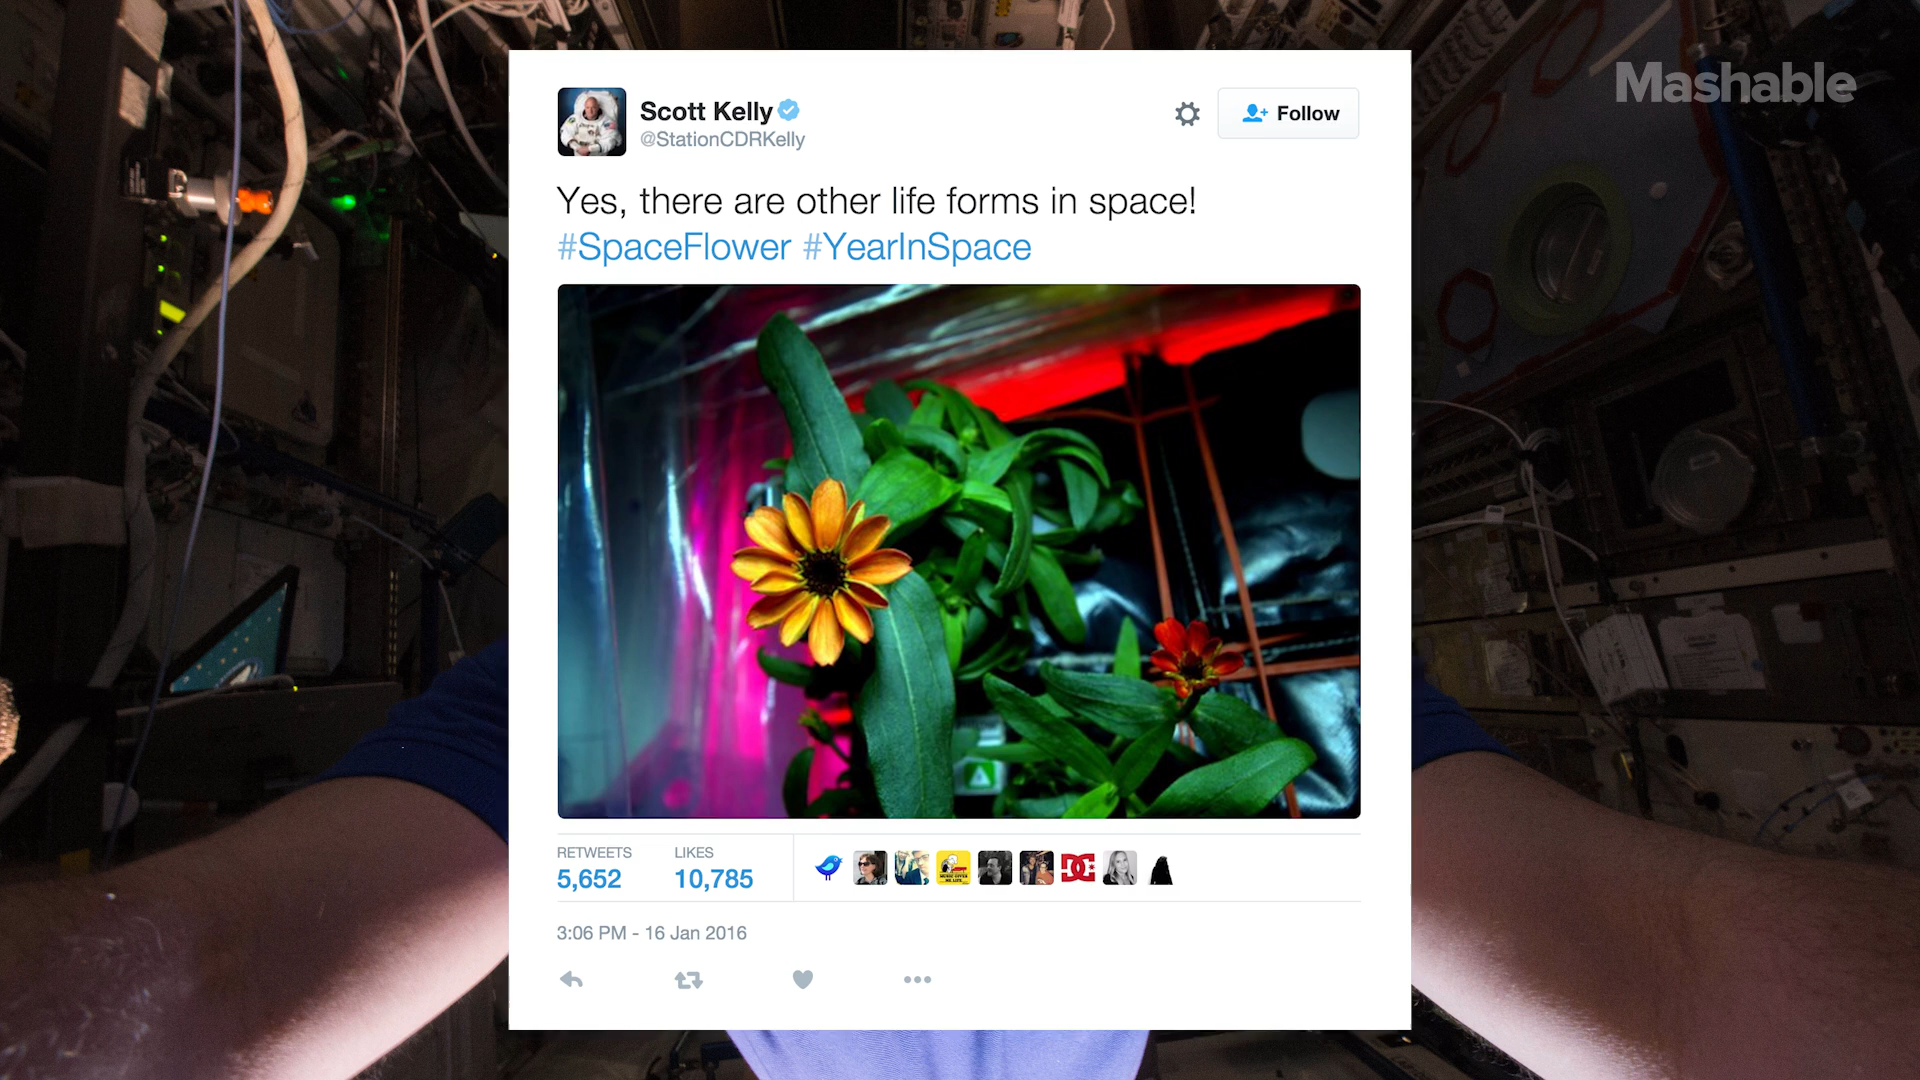 Mashable
Scott Kelly
@StationCDRKelly
Follow
Yes, there are other life forms in space!
#SpaceFlower #YearInSpace
RETWEETS
5,652
LIKES
10,785
3:06 PM - 16 Jan 2016